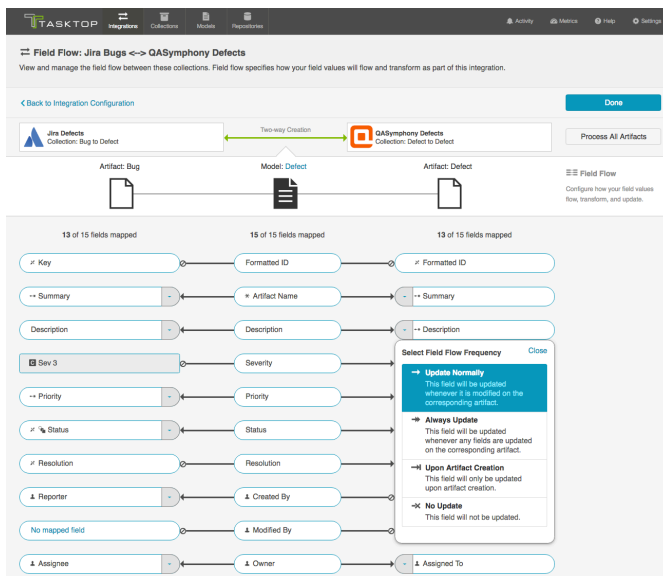 TASKTOP
Integrations
Collections
Models
Repositories
Activity
Metrics
Help
Settings
Field Flow: Jira Bugs <--> QASymphony Defects
View and manage the field flow between these collections. Field flow specifies how your field values will flow and transform as part of this integration.
Back to Integration Configuration
Done
Jira Defects
Collection: Bug to Defect
Two-way Creation
QASymphony Defects
Collection: Defect to Defect
Process All Artifacts
Artifact: Bug
Model: Defect
Artifact: Defect
Field Flow
Configure how your field values
flow, transform, and update.
13 of 15 fields mapped
15 of 15 fields mapped
13 of 15 fields mapped
Key
Formatted ID
Formatted ID
Summary
-
* Artifact Name
-
Summary
Description
-
Description
-
Description
C Sev 3
Severity
Priority
-
Priority
Status
-
Status
Resolution
Resolution
Reporter
-
Created By
No mapped field
Modified By
Assignee
-
Owner
-
Assigned To
Select Field Flow Frequency
Close
Update Normally
This field will be updated
whenever it is modified on the
corresponding artifact.
Always Update
This field will be updated
whenever any fields are updated
on the corresponding artifact.
Upon Artifact Creation
This field will only be updated
upon artifact creation.
No Update
This field will not be updated.